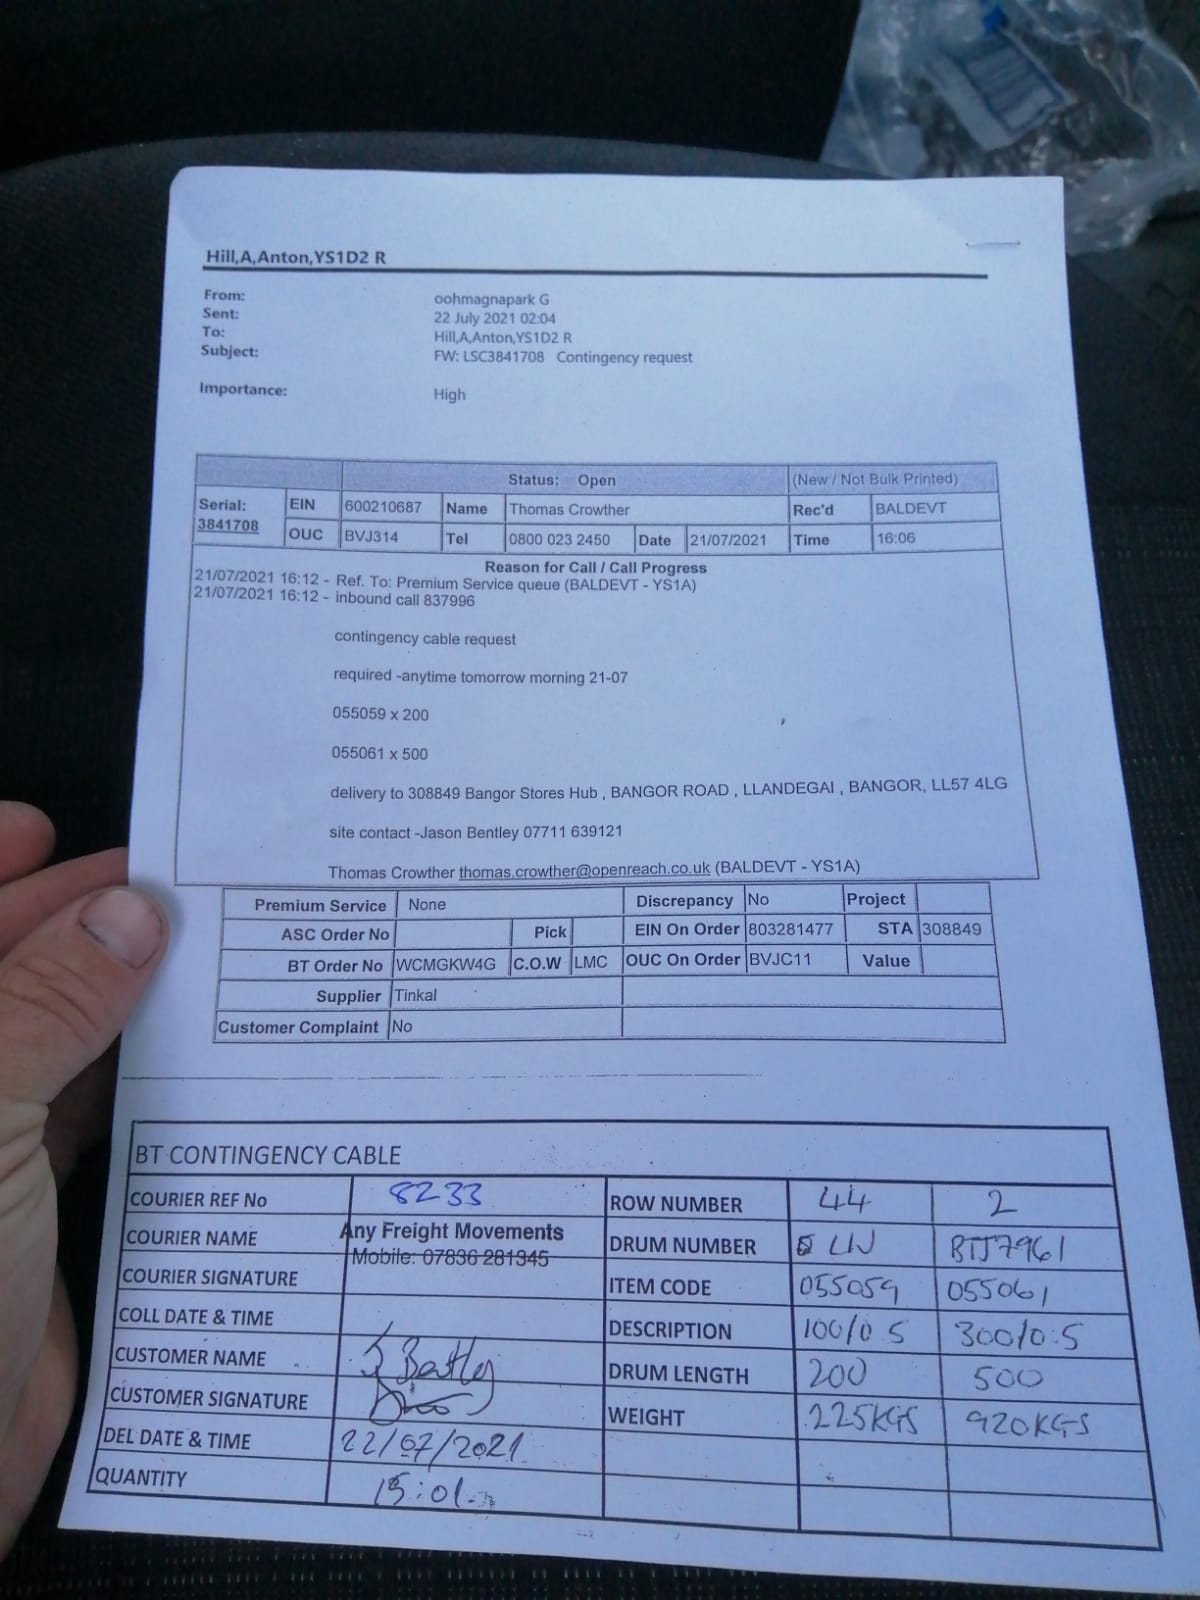 Hill,A,Anton,YS1D2 R
From: oohmagnapark G
Sent: 22 July 2021 02:04
To: Hill,A,Anton,YS1D2 R
Subject: FW: LSC3841708 Contingency request
Importance: High
Status: Open (New / Not Bulk Printed)
Serial: 3841708 EIN 600210687 Name Thomas Crowther Rec'd BALDEVT
OUC BVJ314 Tel 0800 023 2450 Date 21/07/2021 Time 16:06
Reason for Call / Call Progress
21/07/2021 16:12 - Ref. To: Premium Service queue (BALDEVT - YS1A)
21/07/2021 16:12 - inbound call 837996
contingency cable request
required -anytime tomorrow morning 21-07
055059 x 200
055061 x 500
delivery to 308849 Bangor Stores Hub , BANGOR ROAD , LLANDEGAI , BANGOR, LL57 4LG
site contact -Jason Bentley 07711 639121
Thomas Crowther thomas.crowther@openreach.co.uk (BALDEVT - YS1A)
Premium Service None Discrepancy No Project
ASC Order No Pick EIN On Order 803281477 STA 308849
BT Order No WCMGKW4G C.O.W LMC OUC On Order BVJC11 Value
Supplier Tinkal
Customer Complaint No
BT CONTINGENCY CABLE
COURIER REF No 8233 ROW NUMBER 44 2
COURIER NAME Any Freight Movements
Mobile: 07836 281345 DRUM NUMBER LW BTJ7961
COURIER SIGNATURE ITEM CODE 055059 055061
COLL DATE & TIME DESCRIPTION 100/0.5 300/0.5
CUSTOMER NAME J Bentley DRUM LENGTH 200 500
CUSTOMER SIGNATURE WEIGHT 225KGS 920KGS
DEL DATE & TIME 22/07/2021
QUANTITY 15:01